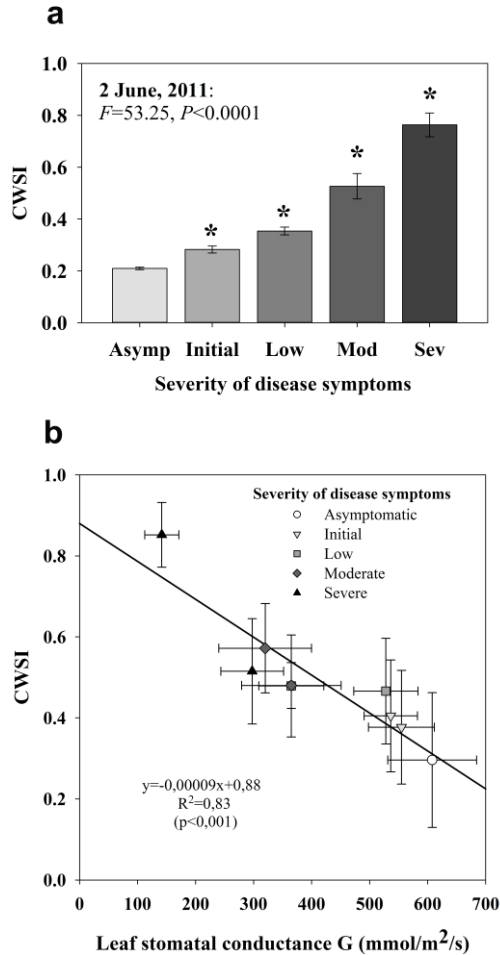 a
2 June, 2011:
F=53.25, P<0.0001
CWSI
1.0
0.8
0.6
0.4
0.2
0.0
*
*
*
*
Asymp Initial Low Mod Sev
Severity of disease symptoms
b
CWSI
1.0
0.8
0.6
0.4
0.2
0.0
Severity of disease symptoms
Asymptomatic
Initial
Low
Moderate
Severe
y=-0,00009x+0,88
R²=0,83
(p<0,001)
0 100 200 300 400 500 600 700
Leaf stomatal conductance G (mmol/m²/s)